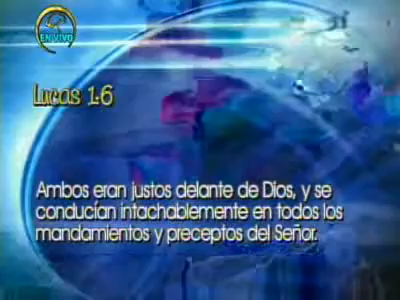 EN VIVO
Lucas 1:6
Ambos eran justos delante de Dios, y se
conducían intachablemente en todos los
mandamientos y preceptos del Señor.